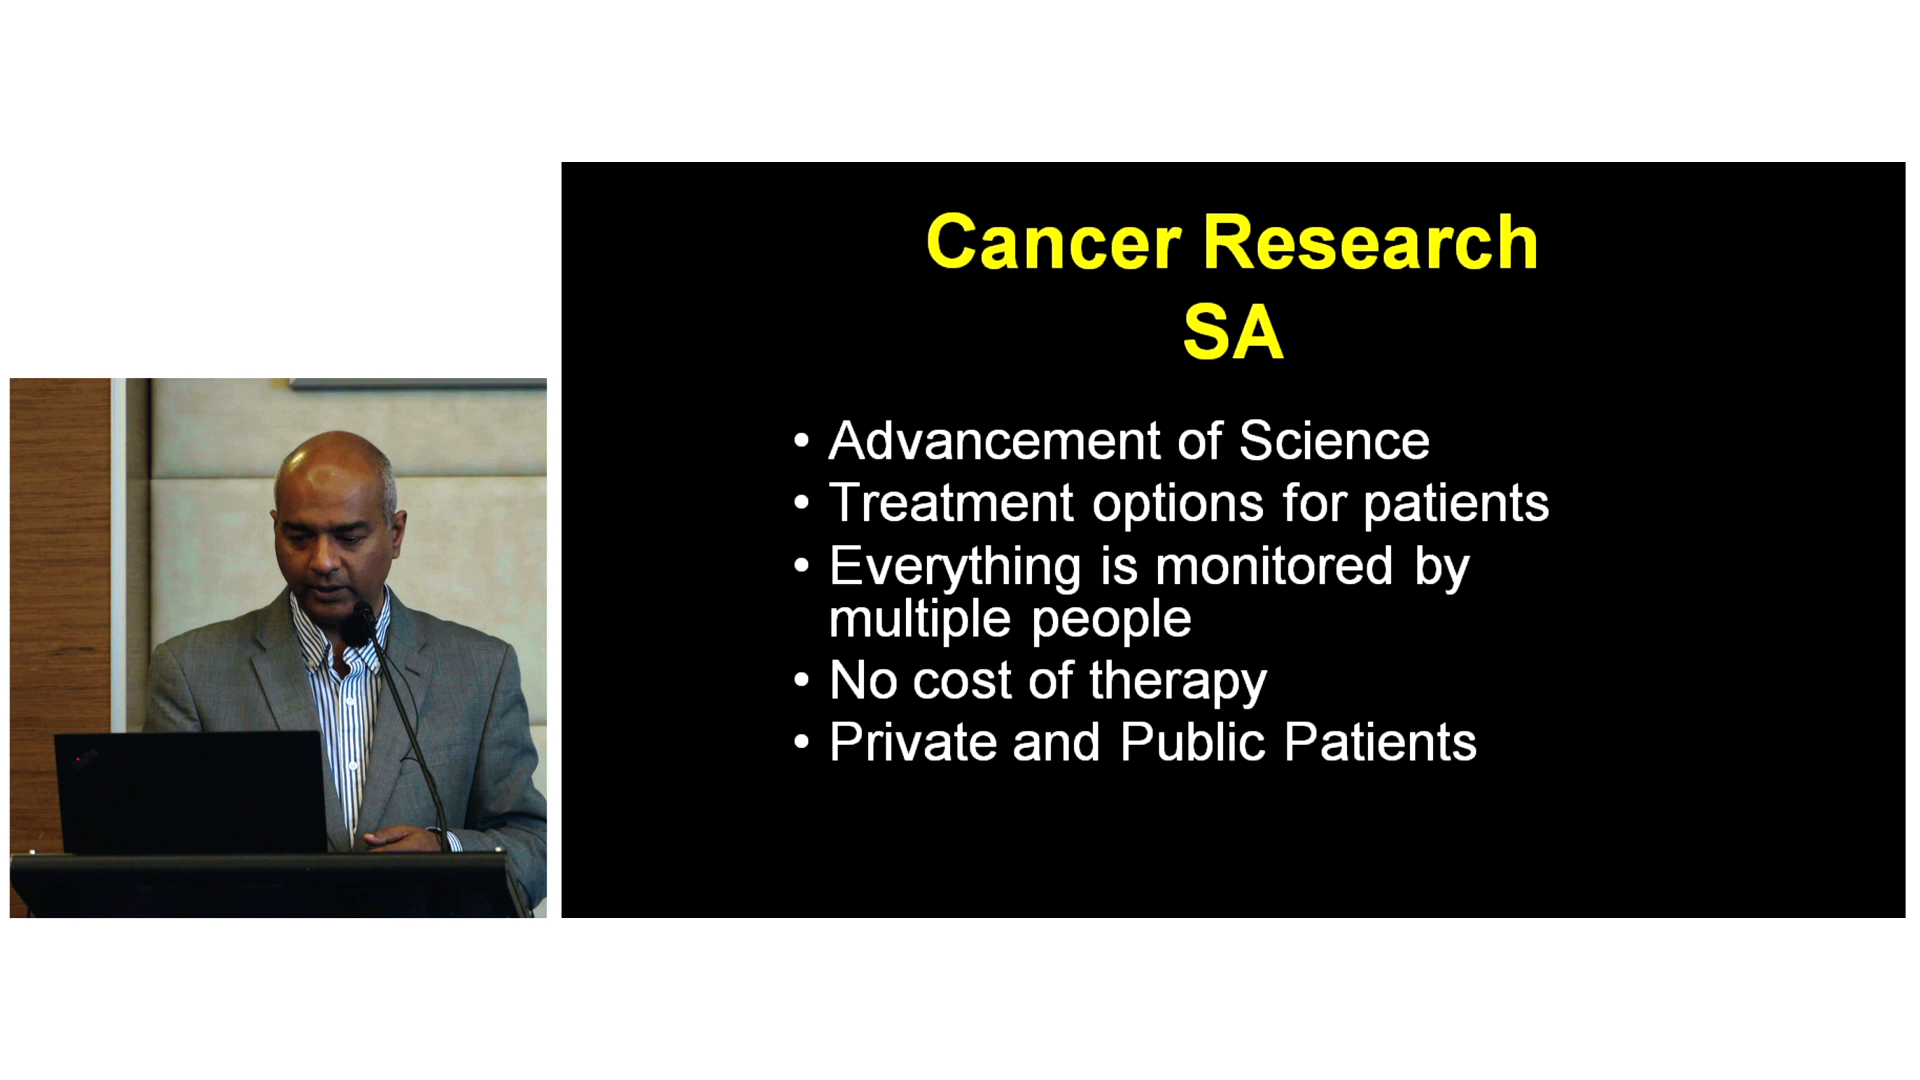 Cancer Research
SA
• Advancement of Science
• Treatment options for patients
• Everything is monitored by
multiple people
• No cost of therapy
• Private and Public Patients